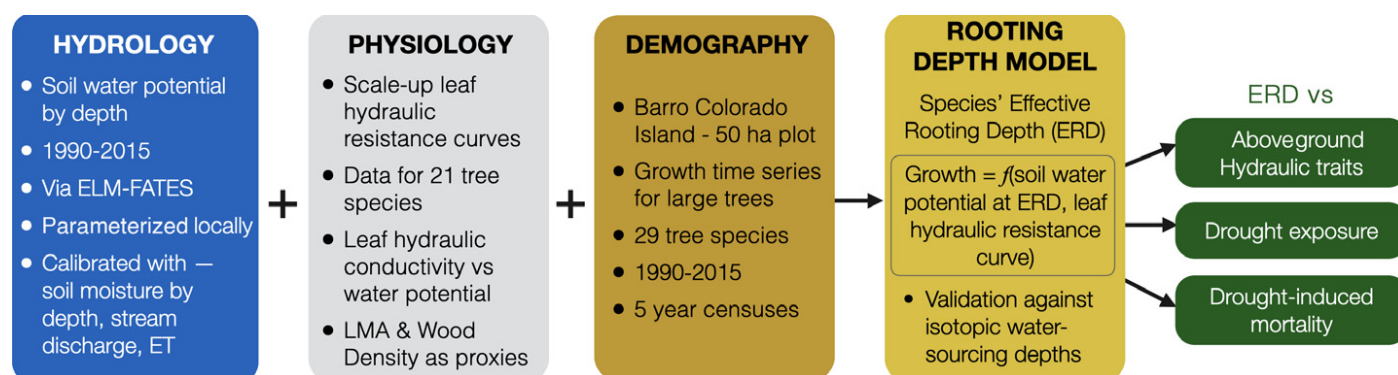 HYDROLOGY
• Soil water potential
by depth
• 1990-2015
• Via ELM-FATES
• Parameterized locally
• Calibrated with —
soil moisture by
depth, stream
discharge, ET
+
PHYSIOLOGY
• Scale-up leaf
hydraulic
resistance curves
• Data for 21 tree
species
• Leaf hydraulic
conductivity vs
water potential
• LMA & Wood
Density as proxies
+
DEMOGRAPHY
• Barro Colorado
Island - 50 ha plot
• Growth time series
for large trees
• 29 tree species
• 1990-2015
• 5 year censuses
ROOTING
DEPTH MODEL
Species’ Effective
Rooting Depth (ERD)
Growth = f(soil water
potential at ERD, leaf
hydraulic resistance
curve)
• Validation against
isotopic water-
sourcing depths
ERD vs
Aboveground
Hydraulic traits
Drought exposure
Drought-induced
mortality